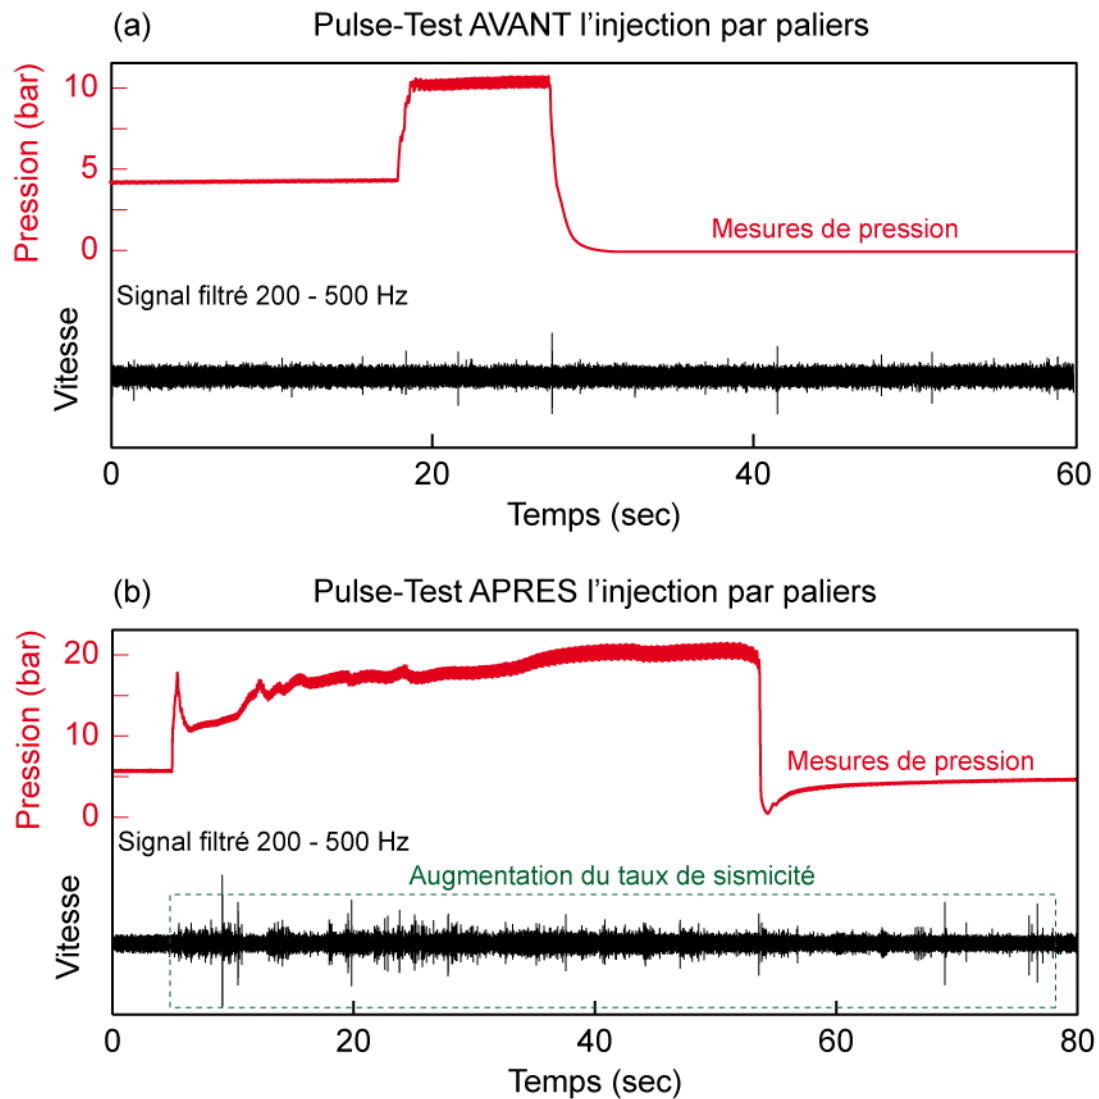 (a) Pulse-Test AVANT l'injection par paliers
Pression (bar)
10
5
0
Mesures de pression
Signal filtré 200 - 500 Hz
Vitesse
0 20 40 60
Temps (sec)
(b) Pulse-Test APRES l'injection par paliers
Pression (bar)
20
10
0
Mesures de pression
Signal filtré 200 - 500 Hz
Augmentation du taux de sismicité
Vitesse
0 20 40 60 80
Temps (sec)